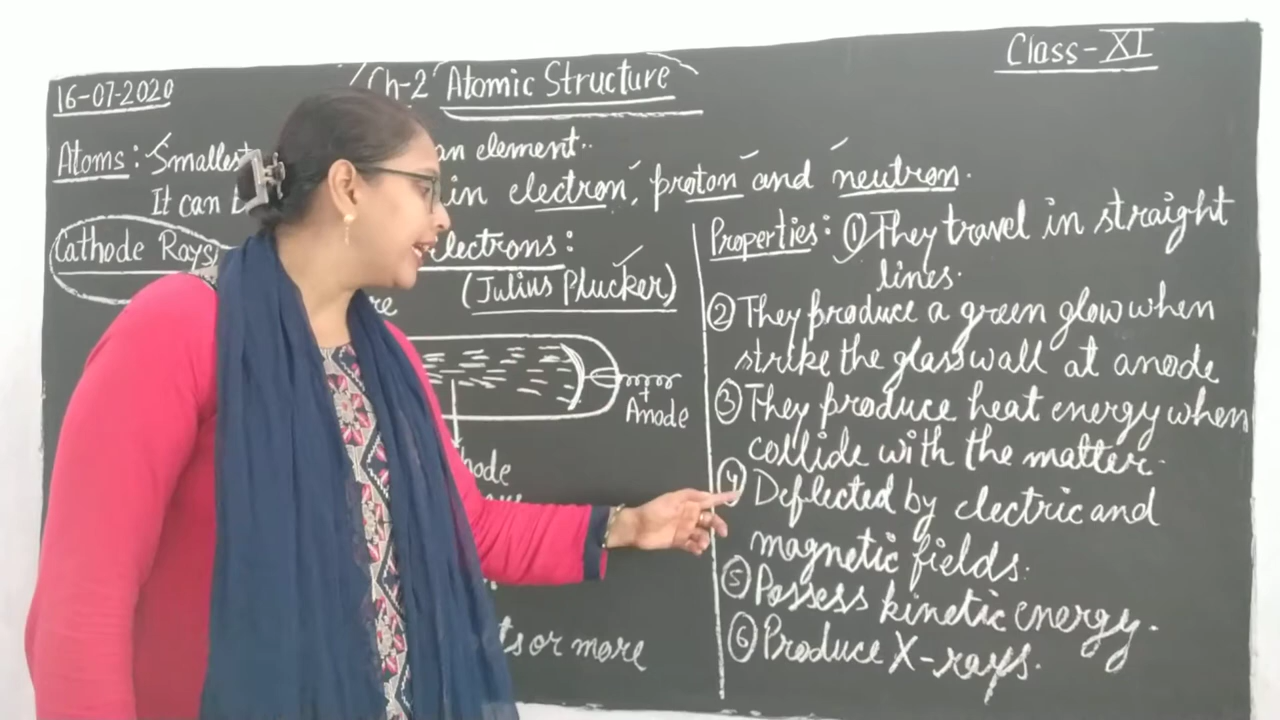 16-07-2020
Ch-2 Atomic Structure
Class-XI
Atoms: Smallest an element..
It can in electron, proton and neutron.
Cathode Rays lectrons:
(Julius Plucker)
re
+
Anode
hode
ts or more
Properties: ① They travel in straight
lines.
② They produce a green glow when
strike the glass wall at anode
③ They produce heat energy when
collide with the matter.
④ Deflected by electric and
magnetic fields.
⑤ Possess kinetic energy.
⑥ Produce X-rays.